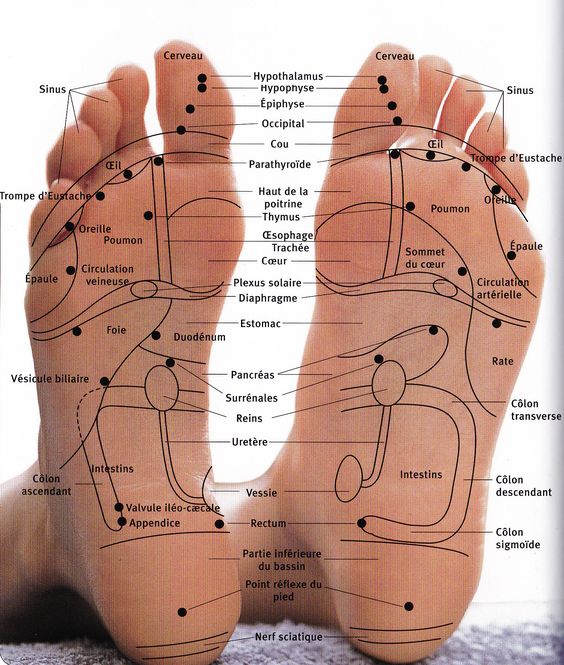 Cerveau
Cerveau
Sinus
Hypothalamus
Hypophyse
Sinus
Épiphyse
Occipital
Cou
Œil
Œil
Parathyroïde
Trompe d'Eustache
Trompe d'Eustache
Haut de la
poitrine
Oreille
Thymus
Poumon
Oreille
Poumon
Œsophage
Trachée
Épaule
Cœur
Sommet
du cœur
Épaule
Circulation
veineuse
Plexus solaire
Circulation
artérielle
Diaphragme
Foie
Estomac
Duodénum
Rate
Vésicule biliaire
Pancréas
Surrénales
Côlon
transverse
Reins
Uretère
Intestins
Intestins
Côlon
ascendant
Côlon
descendant
Vessie
Valvule iléo-cæcale
Appendice
Rectum
Côlon
sigmoïde
Partie inférieure
du bassin
Point réflexe du
pied
Nerf sciatique